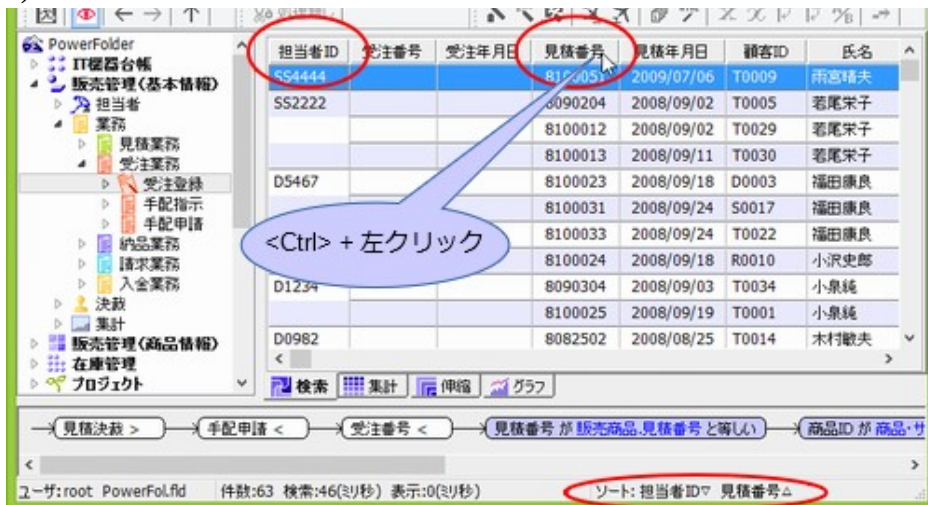 PowerFolder
IT機器台帳
販売管理(基本情報)
担当者
業務
見積業務
受注業務
受注登録
手配指示
手配申請
納品業務
請求業務
入金業務
決裁
集計
販売管理(商品情報)
在庫管理
プロジェクト
担当者ID 受注番号 受注年月日 見積番号 見積年月日 顧客ID 氏名
SS4444 8100051 2009/07/06 T0009 雨宮晴夫
SS2222 8090204 2008/09/02 T0005 若尾栄子
8100012 2008/09/02 T0029 若尾栄子
8100013 2008/09/11 T0030 若尾栄子
D5467 8100023 2008/09/18 D0003 福田康良
8100031 2008/09/24 S0017 福田康良
8100033 2008/09/24 T0022 福田康良
8100024 2008/09/18 R0010 小沢史郎
D1234 8090304 2008/09/03 T0034 小泉純
8100025 2008/09/19 T0001 小泉純
D0982 8082502 2008/08/25 T0014 木村敏夫
<Ctrl> + 左クリック
検索 集計 伸縮 グラフ
見積決裁 > 手配申請 < 受注番号 < 見積番号 が 販売商品.見積番号 と等しい 商品ID が 商品・サ
ユーザ:root PowerFol.fld 件数:63 検索:46(ミリ秒) 表示:0(ミリ秒) ソート: 担当者ID▽ 見積番号△